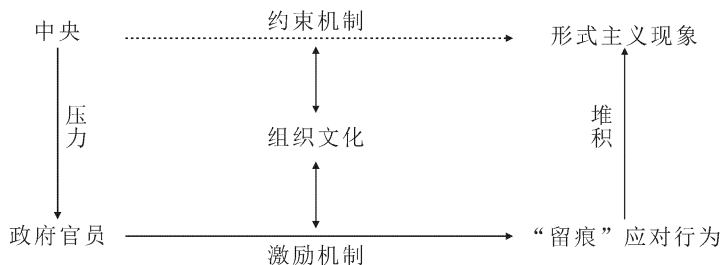 约束机制
中央
形式主义现象
压力
组织文化
堆积
政府官员
“留痕”应对行为
激励机制